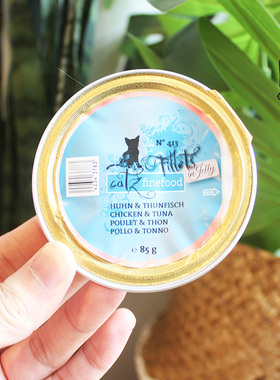 N° 413
Fillets
in Jelly
catz finefood
HUHN & THUNFISCH
CHICKEN & TUNA
POULET & THON
POLLO & TONNO
℮ 85 g